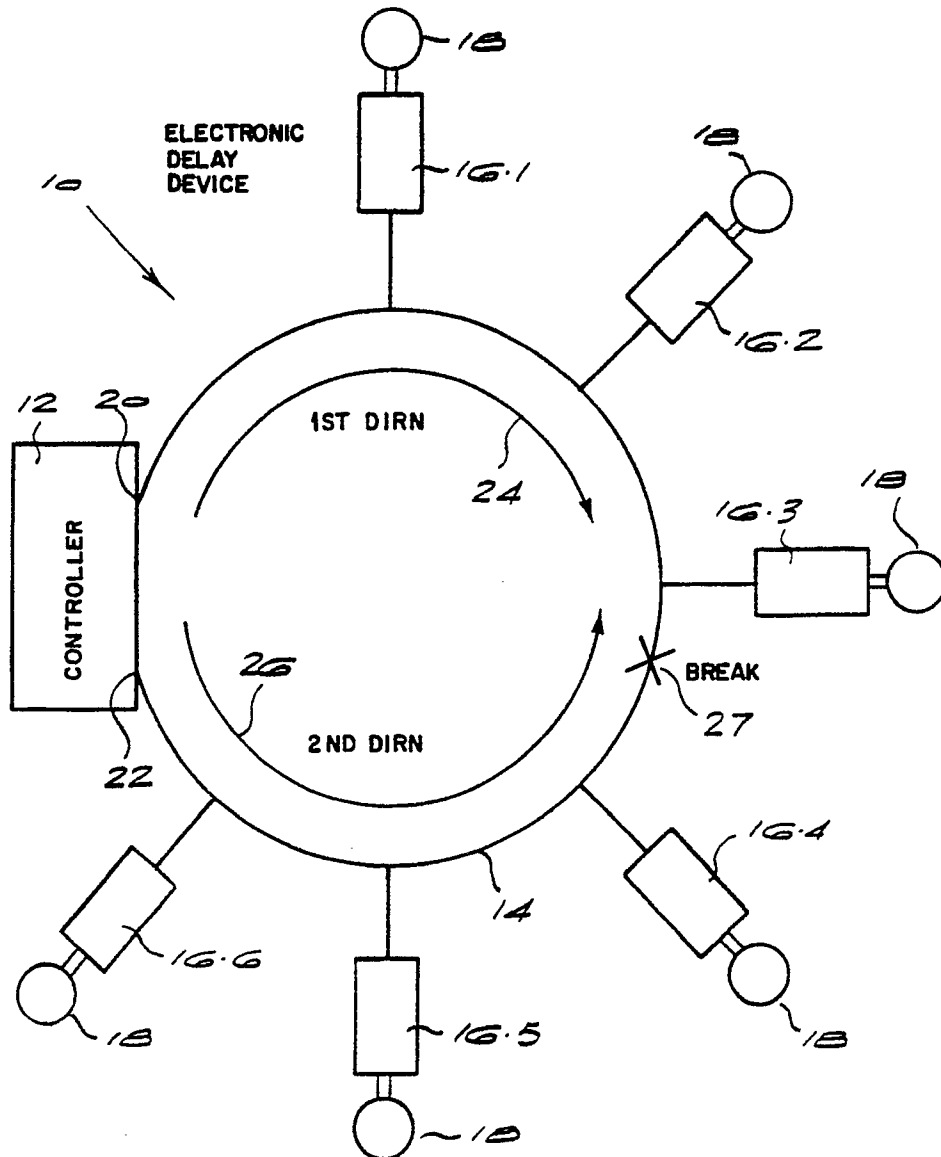 18
ELECTRONIC
DELAY
DEVICE
16.1
18
10
16.2
12
20
1ST DIRN
24
18
16.3
CONTROLLER
26
BREAK
27
2ND DIRN
22
16.4
14
16.6
16.5
18
18
18